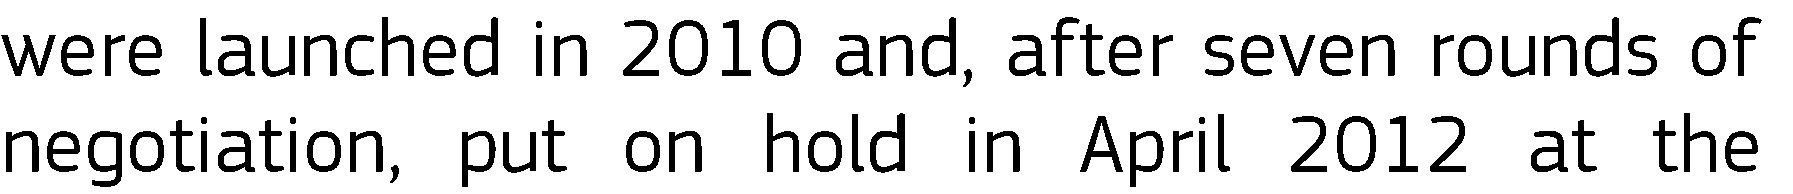 were launched in 2010 and, after seven rounds of
negotiation, put on hold in April 2012 at the